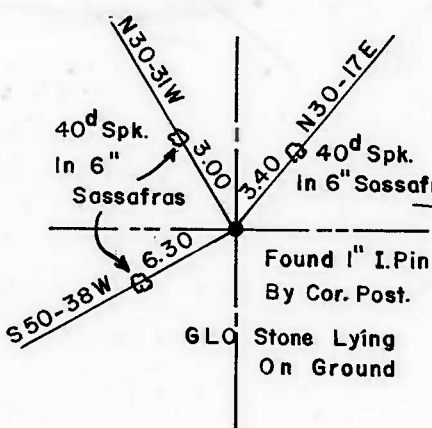 N30-31W
N30-17E
40d Spk.
In 6"
Sassafras
3.00
3.40
40d Spk.
In 6" Sassafr
6.30
S50-38W
Found 1" I.Pin
By Cor. Post.
GLO Stone Lying
On Ground